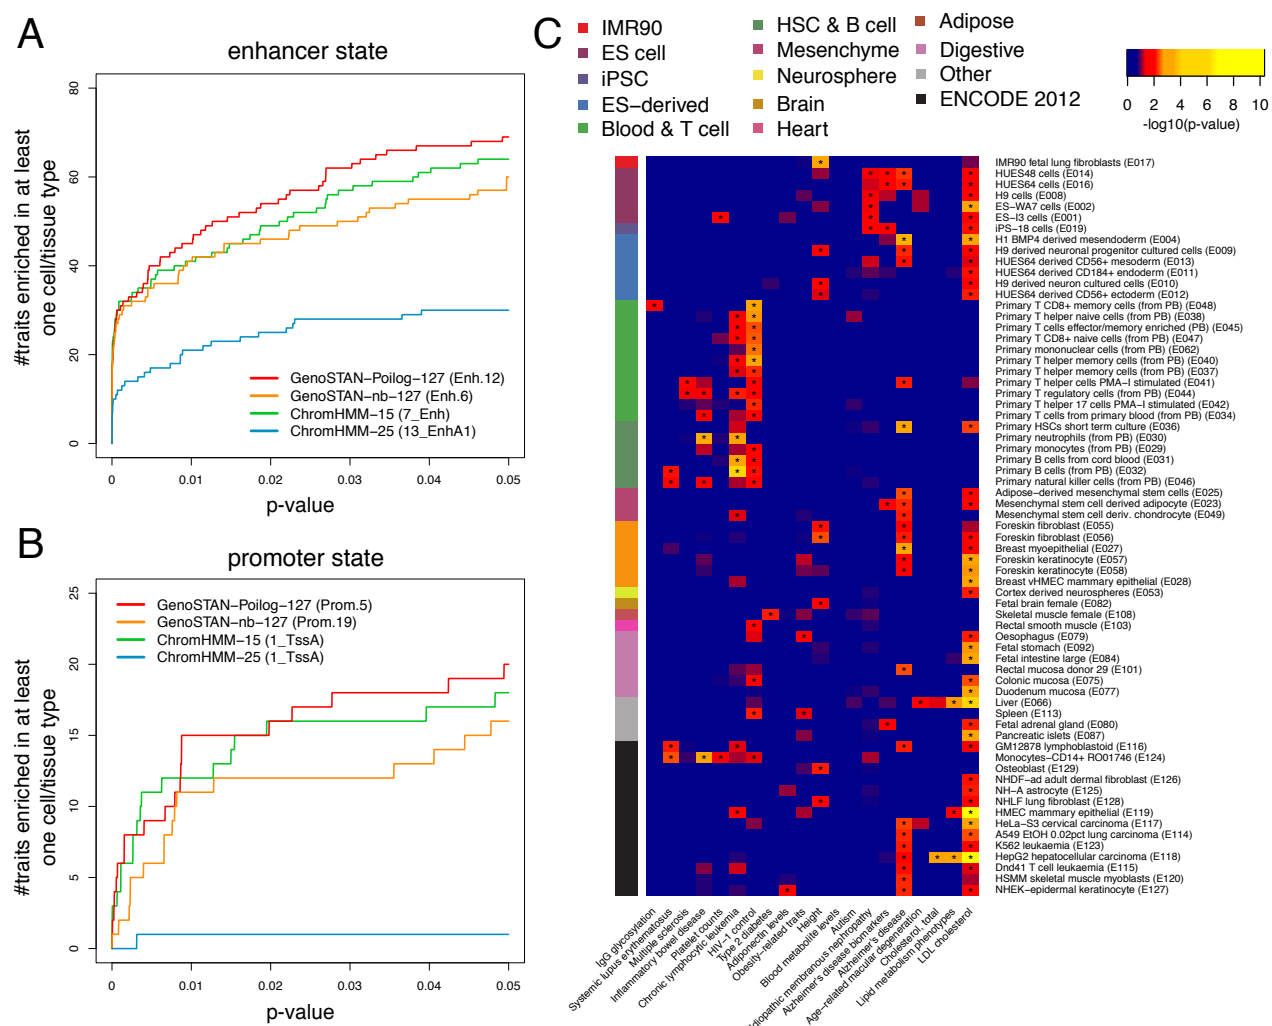 A
enhancer state
#traits enriched in at least
one cell/tissue type
80
60
40
20
0
GenoSTAN−Poilog−127 (Enh.12)
GenoSTAN−nb−127 (Enh.6)
ChromHMM−15 (7_Enh)
ChromHMM−25 (13_EnhA1)
0.00 0.01 0.02 0.03 0.04 0.05
p-value
B
promoter state
#traits enriched in at least
one cell/tissue type
25
20
15
10
5
0
GenoSTAN−Poilog−127 (Prom.5)
GenoSTAN−nb−127 (Prom.19)
ChromHMM−15 (1_TssA)
ChromHMM−25 (1_TssA)
0.00 0.01 0.02 0.03 0.04 0.05
p-value
C
IMR90
ES cell
iPSC
ES−derived
Blood & T cell
HSC & B cell
Mesenchyme
Neurosphere
Brain
Heart
Adipose
Digestive
Other
ENCODE 2012
0 2 4 6 8 10
-log10(p-value)
IMR90 fetal lung fibroblasts (E017)
HUES48 cells (E014)
HUES64 cells (E016)
H9 cells (E008)
ES−WA7 cells (E002)
ES−I3 cells (E001)
iPS−18 cells (E019)
H1 BMP4 derived mesendoderm (E004)
H9 derived neuronal progenitor cultured cells (E009)
HUES64 derived CD56+ mesoderm (E013)
HUES64 derived CD184+ endoderm (E011)
H9 derived neuron cultured cells (E010)
HUES64 derived CD56+ ectoderm (E012)
Primary T CD8+ memory cells (from PB) (E048)
Primary T helper naive cells (from PB) (E038)
Primary T cells effector/memory enriched (PB) (E045)
Primary T CD8+ naive cells (from PB) (E047)
Primary mononuclear cells (from PB) (E062)
Primary T helper memory cells (from PB) (E040)
Primary T helper memory cells (from PB) (E037)
Primary T helper cells PMA−I stimulated (E041)
Primary T regulatory cells (from PB) (E044)
Primary T helper 17 cells PMA−I stimulated (E042)
Primary T cells from primary blood (from PB) (E034)
Primary HSCs short term culture (E036)
Primary neutrophils (from PB) (E030)
Primary monocytes (from PB) (E029)
Primary B cells from cord blood (E031)
Primary B cells (from PB) (E032)
Primary natural killer cells (from PB) (E046)
Adipose−derived mesenchymal stem cells (E025)
Mesenchymal stem cell derived adipocyte (E023)
Mesenchymal stem cell deriv. chondrocyte (E049)
Foreskin fibroblast (E055)
Foreskin fibroblast (E056)
Breast myoepithelial (E027)
Foreskin keratinocyte (E057)
Foreskin keratinocyte (E058)
Breast vHMEC mammary epithelial (E028)
Cortex derived neurospheres (E053)
Fetal brain female (E082)
Skeletal muscle female (E108)
Rectal smooth muscle (E103)
Oesophagus (E079)
Fetal stomach (E092)
Fetal intestine large (E084)
Rectal mucosa donor 29 (E101)
Colonic mucosa (E075)
Duodenum mucosa (E077)
Liver (E066)
Spleen (E113)
Fetal adrenal gland (E080)
Pancreatic islets (E087)
GM12878 lymphoblastoid (E116)
Monocytes−CD14+ RO01746 (E124)
Osteoblast (E129)
NHDF−ad adult dermal fibroblast (E126)
NH−A astrocyte (E125)
NHLF lung fibroblast (E128)
HMEC mammary epithelial (E119)
HeLa−S3 cervical carcinoma (E117)
A549 EtOH 0.02pct lung carcinoma (E114)
K562 leukaemia (E123)
HepG2 hepatocellular carcinoma (E118)
Dnd41 T cell leukaemia (E115)
HSMM skeletal muscle myoblasts (E120)
NHEK−epidermal keratinocyte (E127)
IgG glycosylation
Systemic lupus erythematosus
Multiple sclerosis
Inflammatory bowel disease
Platelet counts
Chronic lymphocytic leukemia
HIV−1 control
Type 2 diabetes
Adiponectin levels
Obesity−related traits
Height
Blood metabolite levels
Autism
Idiopathic membranous nephropathy
Alzheimer's disease biomarkers
Alzheimer's disease
Age−related macular degeneration
Cholesterol, total
Lipid metabolism phenotypes
LDL cholesterol